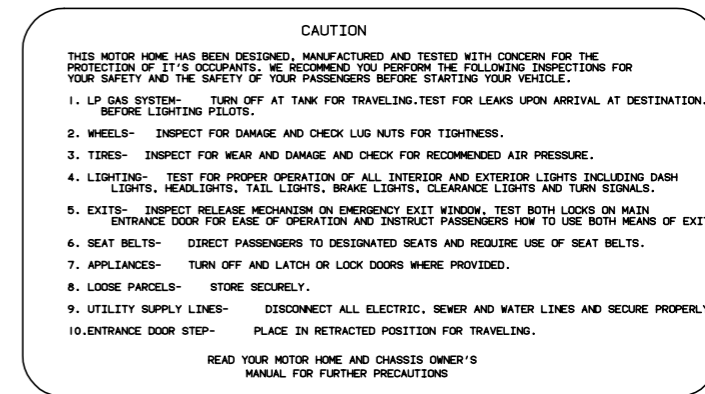 CAUTION
THIS MOTOR HOME HAS BEEN DESIGNED, MANUFACTURED AND TESTED WITH CONCERN FOR THE
PROTECTION OF IT'S OCCUPANTS. WE RECOMMEND YOU PERFORM THE FOLLOWING INSPECTIONS FOR
YOUR SAFETY AND THE SAFETY OF YOUR PASSENGERS BEFORE STARTING YOUR VEHICLE.
1. LP GAS SYSTEM- TURN OFF AT TANK FOR TRAVELING.TEST FOR LEAKS UPON ARRIVAL AT DESTINATION.
BEFORE LIGHTING PILOTS.
2. WHEELS- INSPECT FOR DAMAGE AND CHECK LUG NUTS FOR TIGHTNESS.
3. TIRES- INSPECT FOR WEAR AND DAMAGE AND CHECK FOR RECOMMENDED AIR PRESSURE.
4. LIGHTING- TEST FOR PROPER OPERATION OF ALL INTERIOR AND EXTERIOR LIGHTS INCLUDING DASH
LIGHTS, HEADLIGHTS, TAIL LIGHTS, BRAKE LIGHTS, CLEARANCE LIGHTS AND TURN SIGNALS.
5. EXITS- INSPECT RELEASE MECHANISM ON EMERGENCY EXIT WINDOW, TEST BOTH LOCKS ON MAIN
ENTRANCE DOOR FOR EASE OF OPERATION AND INSTRUCT PASSENGERS HOW TO USE BOTH MEANS OF EXIT
6. SEAT BELTS- DIRECT PASSENGERS TO DESIGNATED SEATS AND REQUIRE USE OF SEAT BELTS.
7. APPLIANCES- TURN OFF AND LATCH OR LOCK DOORS WHERE PROVIDED.
8. LOOSE PARCELS- STORE SECURELY.
9. UTILITY SUPPLY LINES- DISCONNECT ALL ELECTRIC, SEWER AND WATER LINES AND SECURE PROPERLY
10.ENTRANCE DOOR STEP- PLACE IN RETRACTED POSITION FOR TRAVELING.
READ YOUR MOTOR HOME AND CHASSIS OWNER'S
MANUAL FOR FURTHER PRECAUTIONS